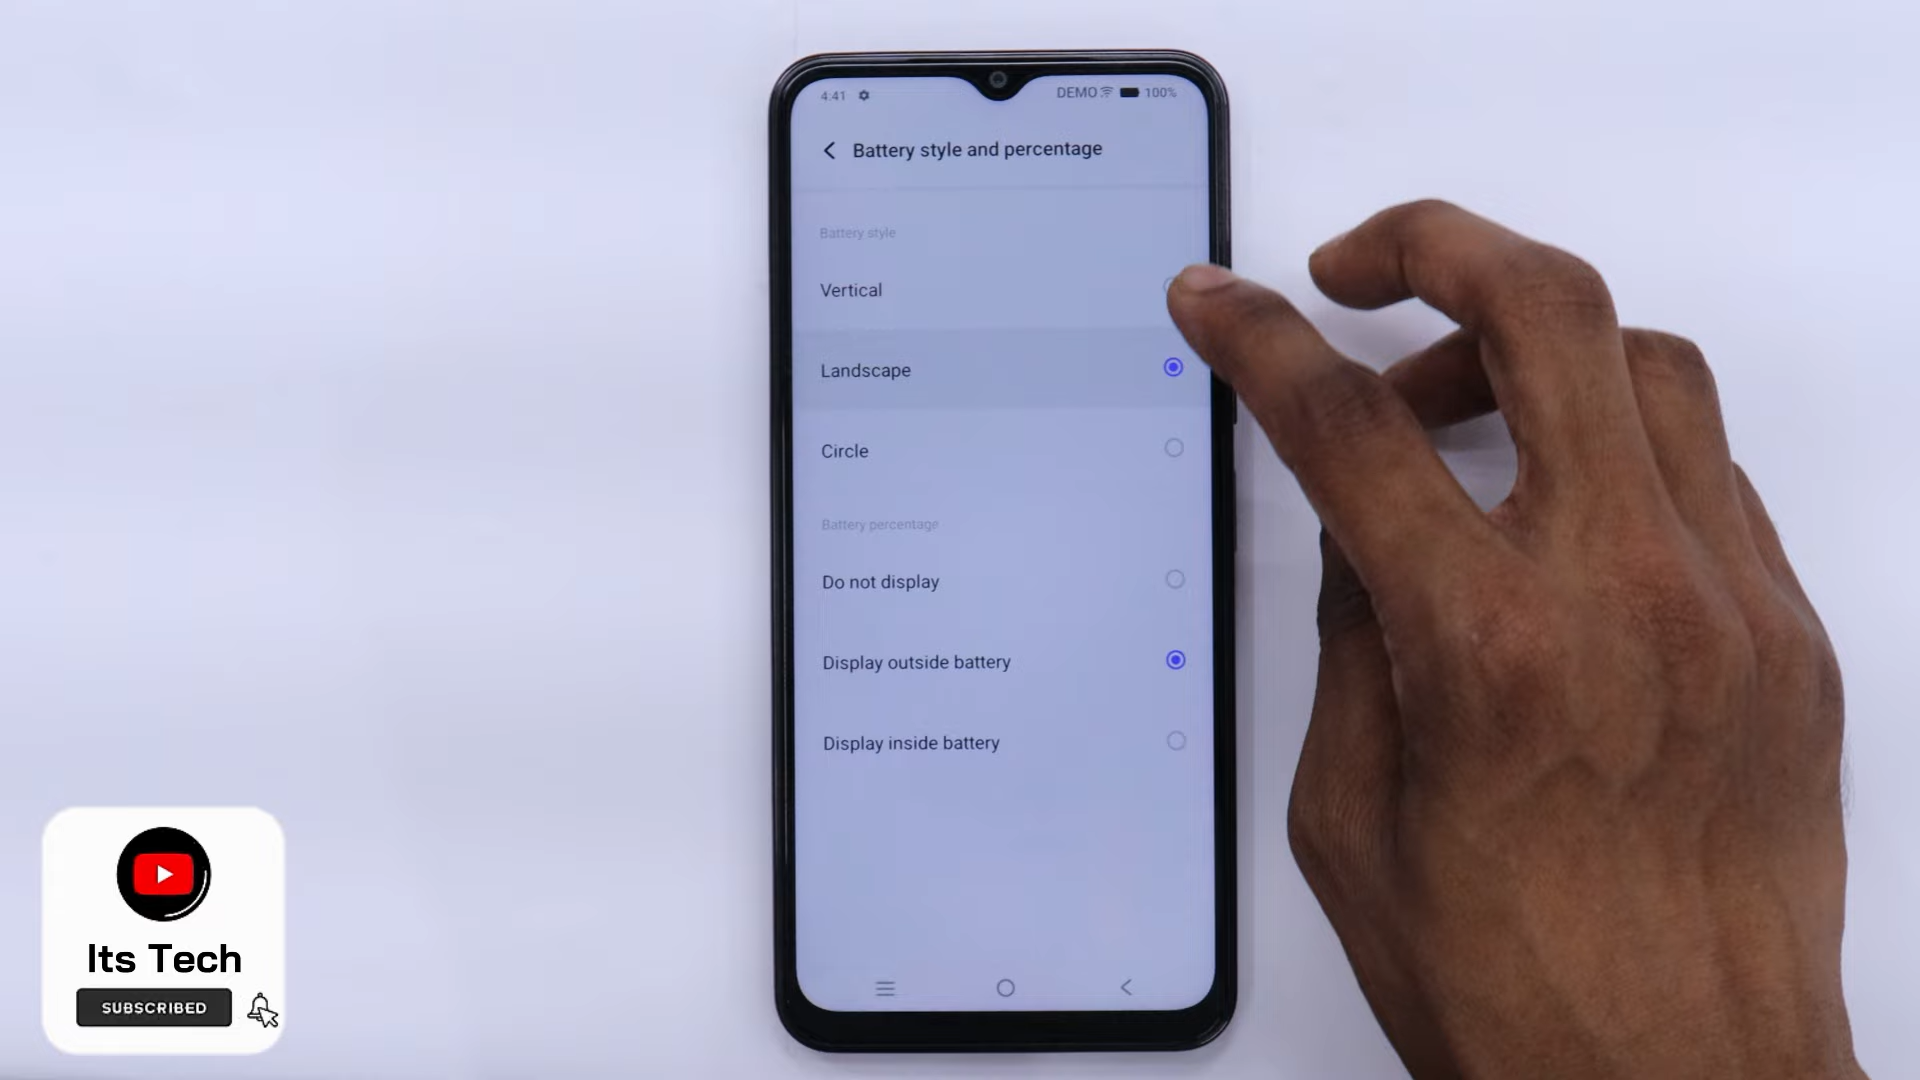 4:41 DEMO 100%
Battery style and percentage
Battery style
Vertical
Landscape
Circle
Battery percentage
Do not display
Display outside battery
Display inside battery
Its Tech
SUBSCRIBED